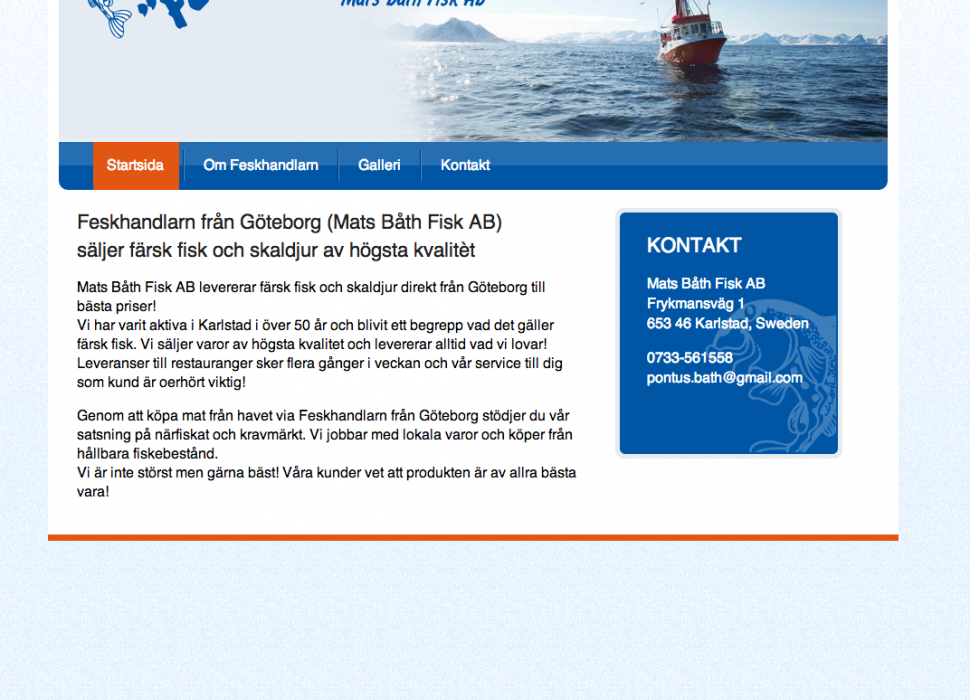 Mats Båth Fisk AB
Startsida
Om Feskhandlarn
Galleri
Kontakt
Feskhandlarn från Göteborg (Mats Båth Fisk AB)
säljer färsk fisk och skaldjur av högsta kvalitèt
Mats Båth Fisk AB levererar färsk fisk och skaldjur direkt från Göteborg till
bästa priser!
Vi har varit aktiva i Karlstad i över 50 år och blivit ett begrepp vad det gäller
färsk fisk. Vi säljer varor av högsta kvalitet och levererar alltid vad vi lovar!
Leveranser till restauranger sker flera gånger i veckan och vår service till dig
som kund är oerhört viktig!
Genom att köpa mat från havet via Feskhandlarn från Göteborg stödjer du vår
satsning på närfiskat och kravmärkt. Vi jobbar med lokala varor och köper från
hållbara fiskebestånd.
Vi är inte störst men gärna bäst! Våra kunder vet att produkten är av allra bästa
vara!
KONTAKT
Mats Båth Fisk AB
Frykmansväg 1
653 46 Karlstad, Sweden
0733-561558
pontus.bath@gmail.com